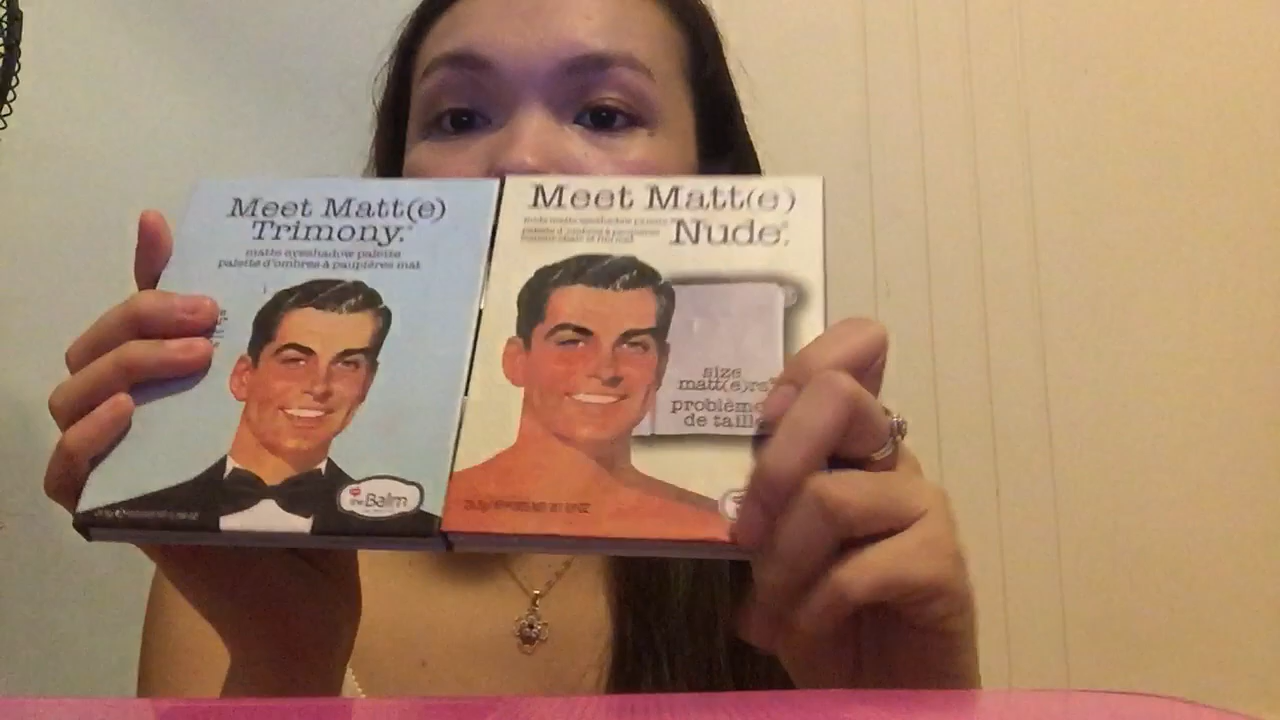 Meet Matt(e)
Trimony.
matte eyeshadow palette
palette d'ombres à paupières mat
theBalm
Meet Matt(e)
Nude.
size
matt(e)rs
problème
de taille